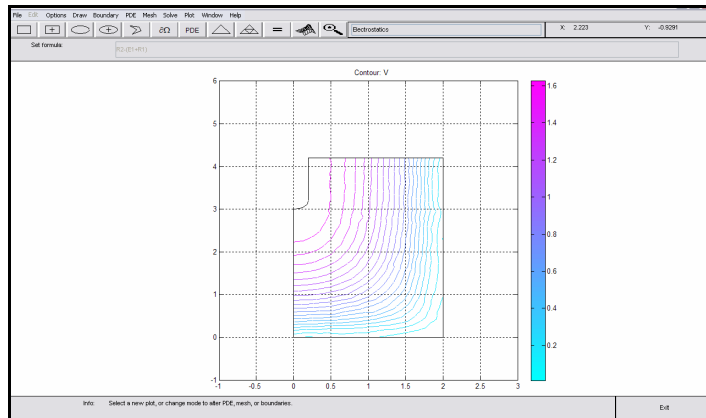 File Edit Options Draw Boundary PDE Mesh Solve Plot Window Help
∂Ω PDE = Electrostatics X: 2.223 Y: -0.9291
Set formula: R2-(E1+R1)
Contour: V
6
5
4
3
2
1
0
-1
-1 -0.5 0 0.5 1 1.5 2 2.5 3
1.6
1.4
1.2
1
0.8
0.6
0.4
0.2
Info: Select a new plot, or change mode to alter PDE, mesh, or boundaries. Exit